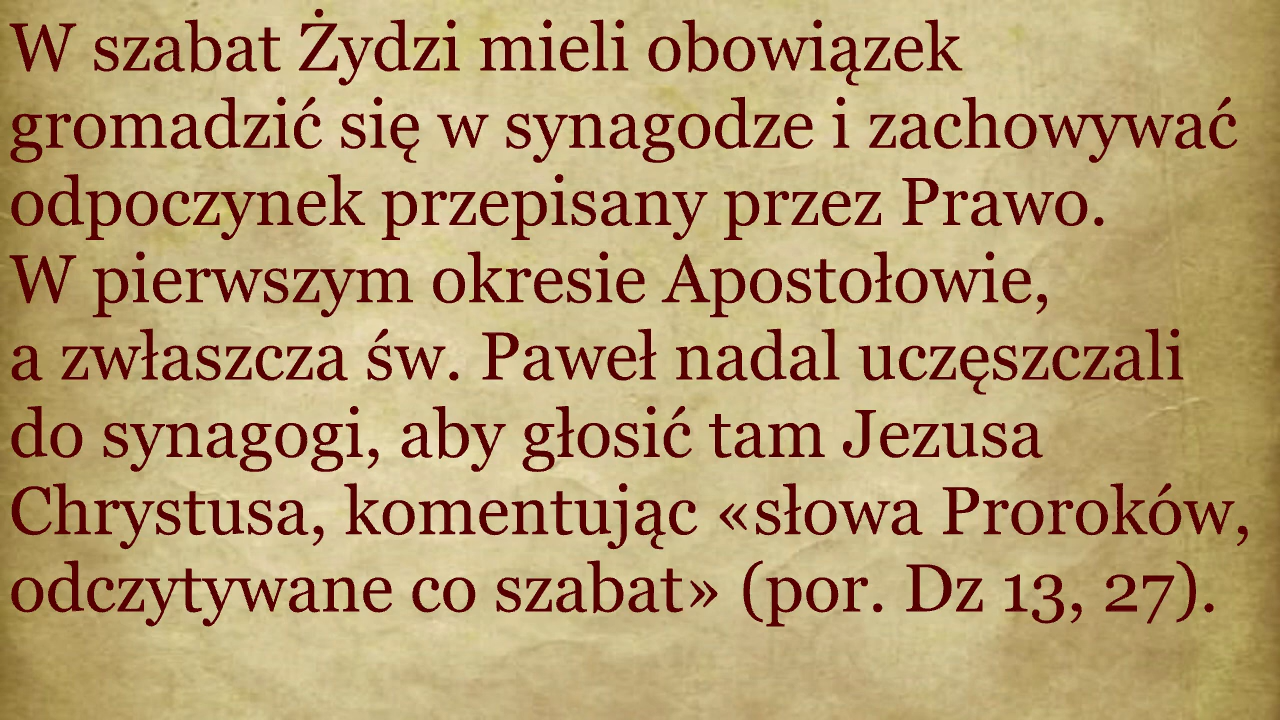 W szabat Żydzi mieli obowiązek
gromadzić się w synagodze i zachowywać
odpoczynek przepisany przez Prawo.
W pierwszym okresie Apostołowie,
a zwłaszcza św. Paweł nadal uczęszczali
do synagogi, aby głosić tam Jezusa
Chrystusa, komentując «słowa Proroków,
odczytywane co szabat» (por. Dz 13, 27).